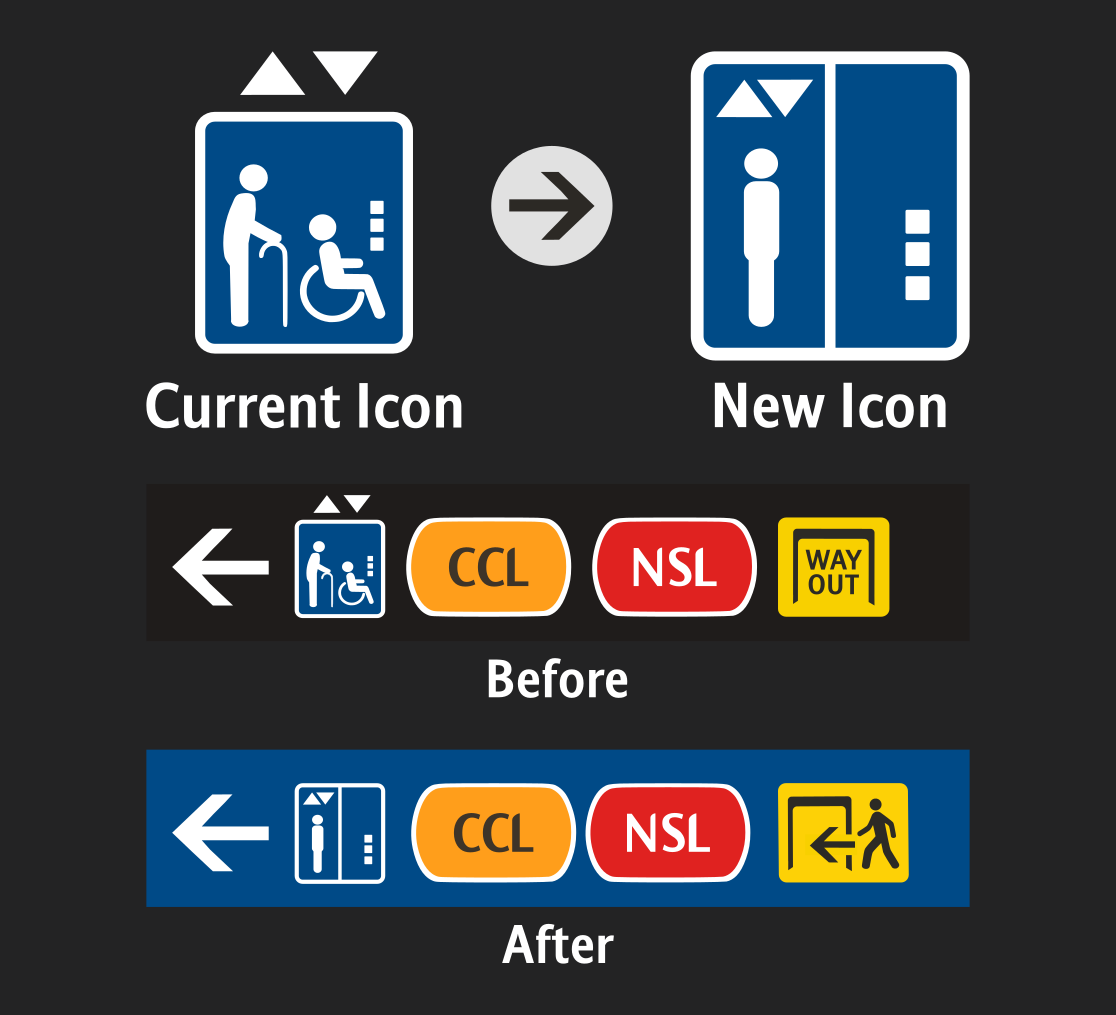 Current Icon
New Icon
CCL
NSL
WAY
OUT
Before
CCL
NSL
After